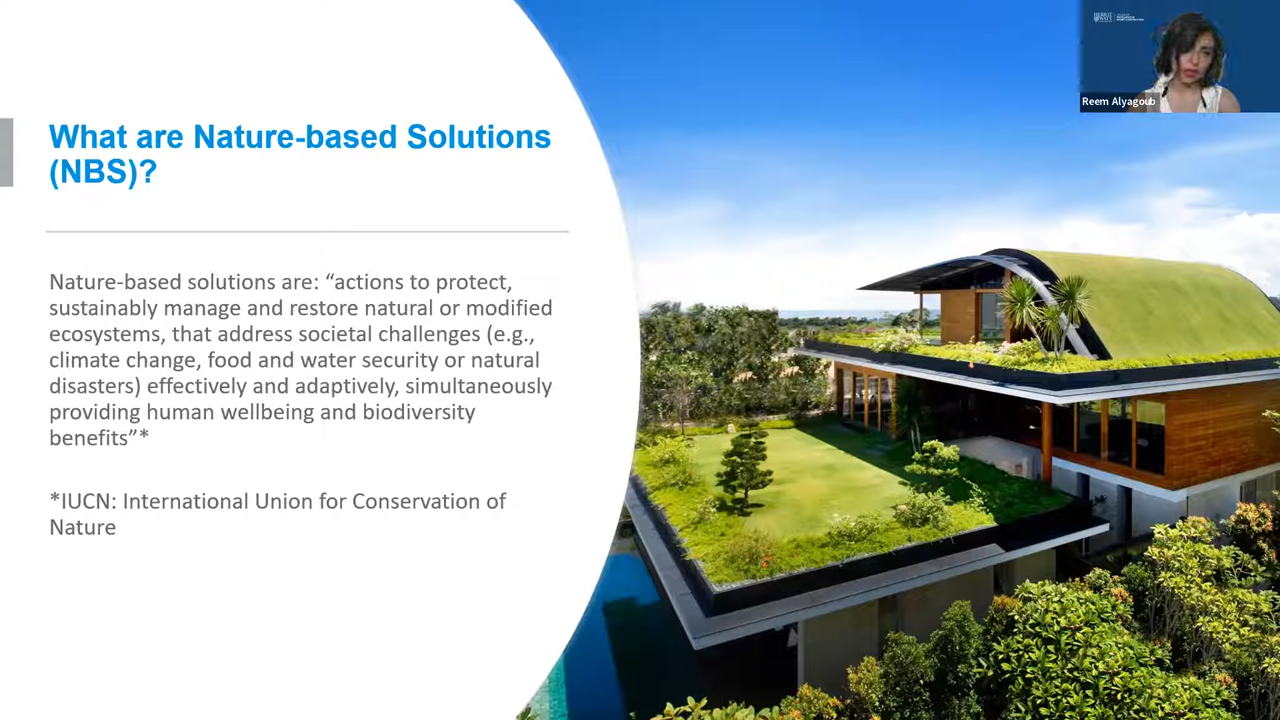 What are Nature-based Solutions
(NBS)?
Nature-based solutions are: “actions to protect,
sustainably manage and restore natural or modified
ecosystems, that address societal challenges (e.g.,
climate change, food and water security or natural
disasters) effectively and adaptively, simultaneously
providing human wellbeing and biodiversity
benefits”*
*IUCN: International Union for Conservation of
Nature
HERIOT
WATT
Reem Alyagoub